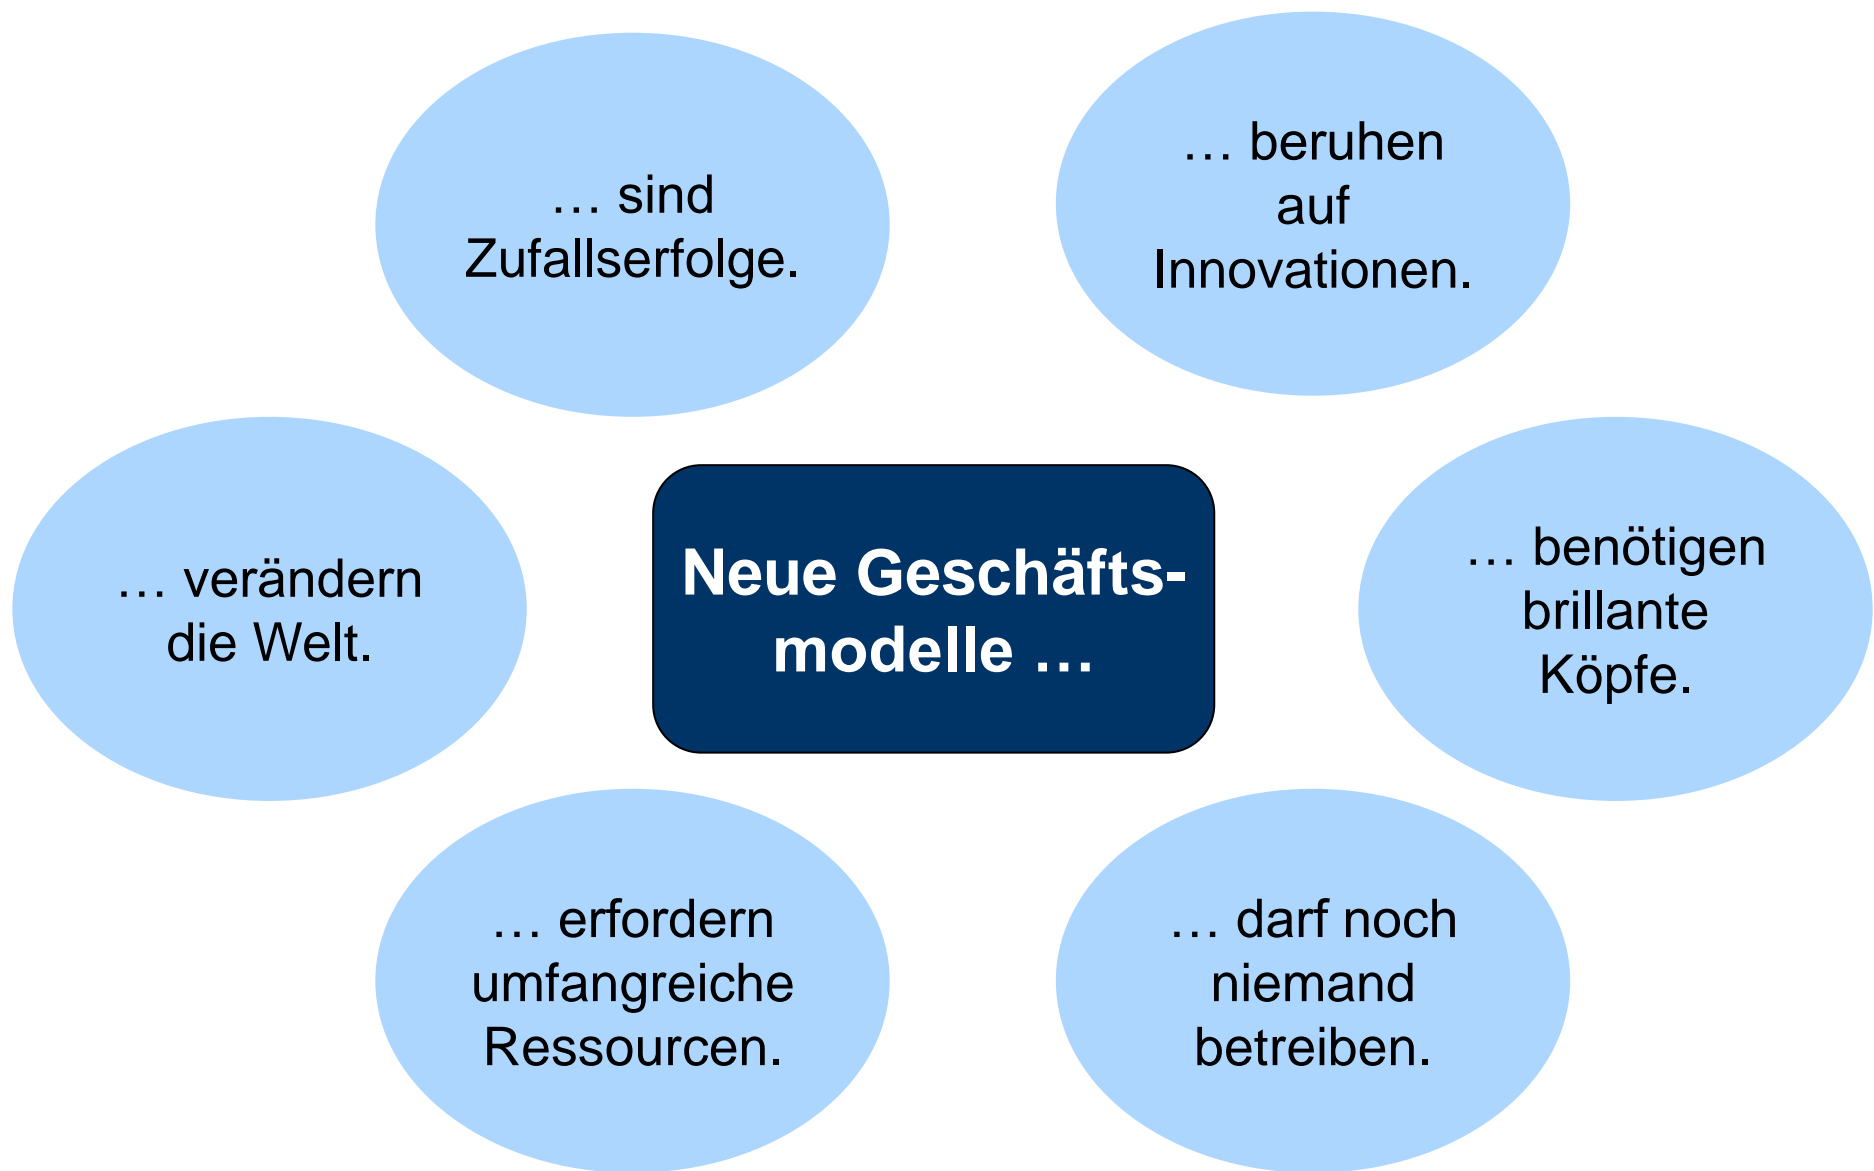 … sind
Zufallserfolge.
… beruhen
auf
Innovationen.
… verändern
die Welt.
Neue Geschäfts-
modelle …
… benötigen
brillante
Köpfe.
… erfordern
umfangreiche
Ressourcen.
… darf noch
niemand
betreiben.